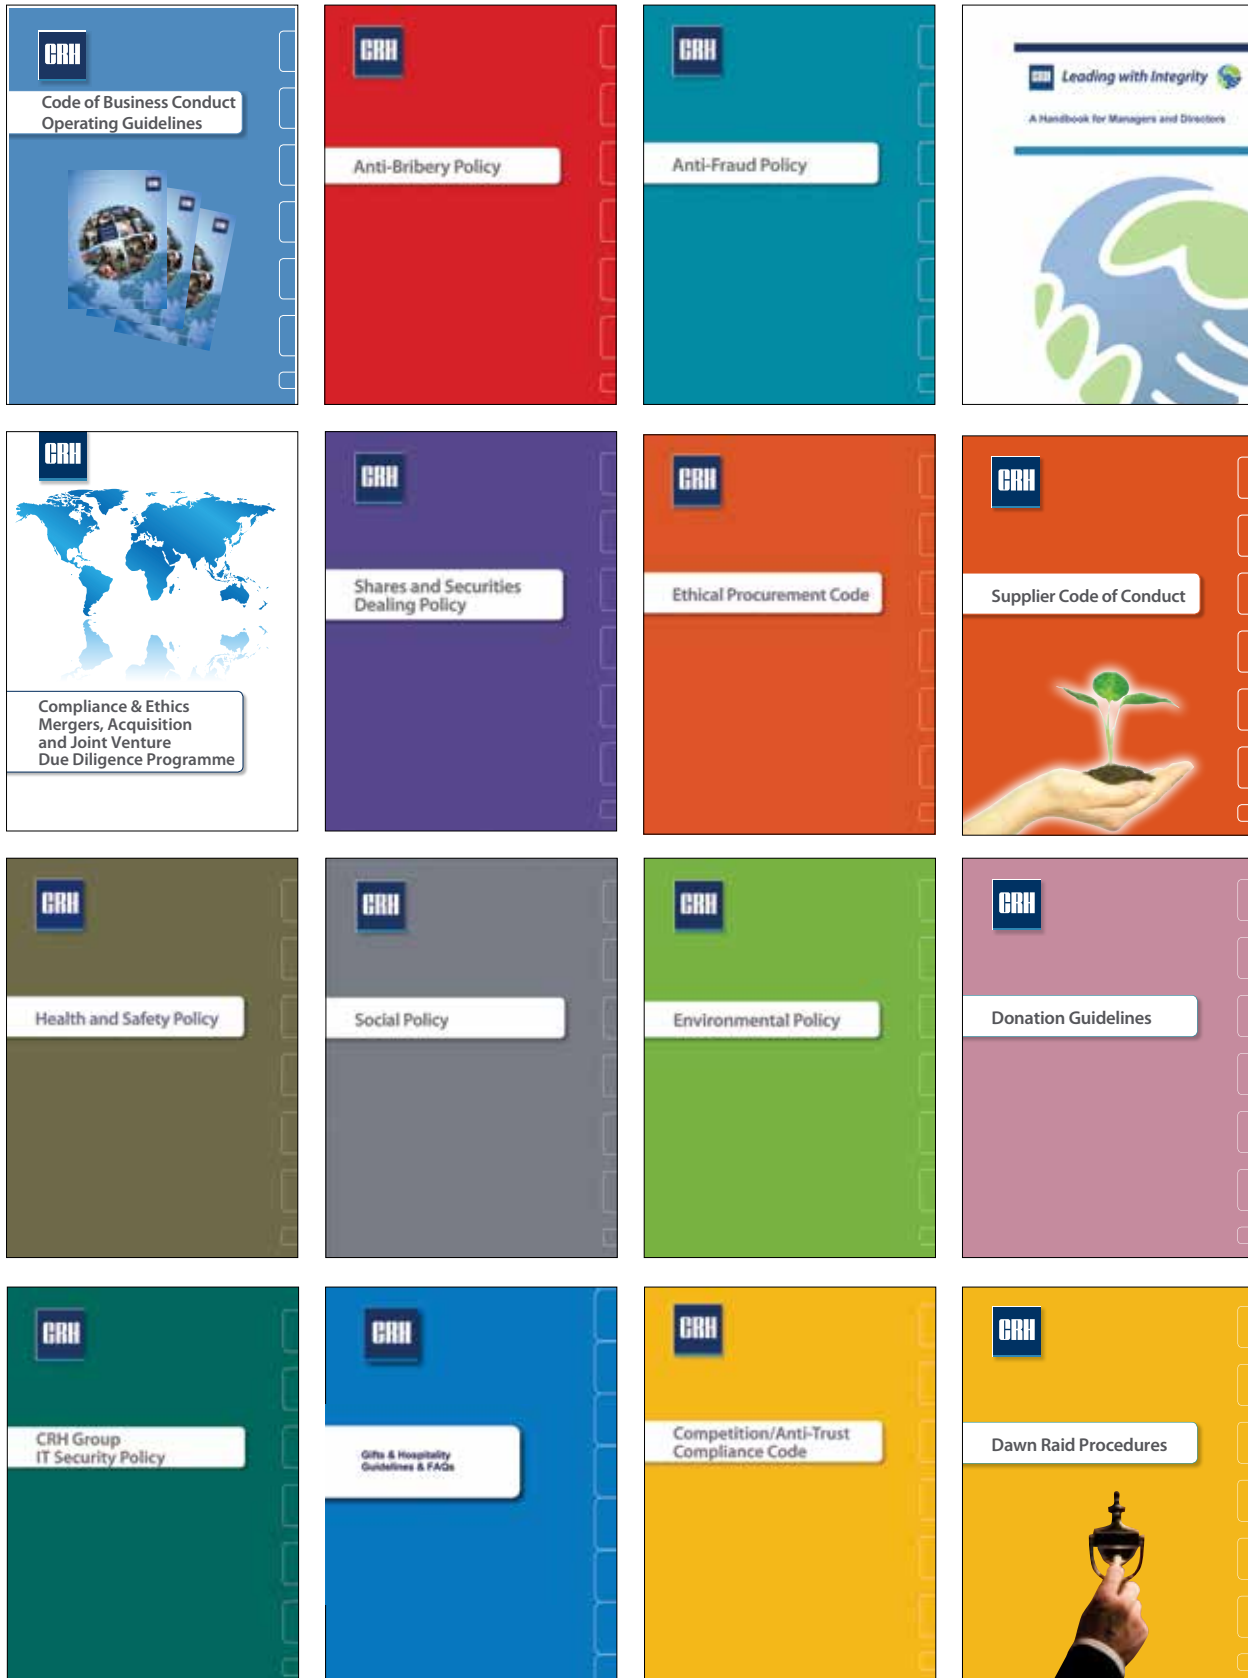 CRH
Code of Business Conduct
Operating Guidelines
CRH
Anti-Bribery Policy
CRH
Anti-Fraud Policy
CRH Leading with Integrity
A Handbook for Managers and Directors
CRH
Compliance & Ethics
Mergers, Acquisition
and Joint Venture
Due Diligence Programme
CRH
Shares and Securities
Dealing Policy
CRH
Ethical Procurement Code
CRH
Supplier Code of Conduct
CRH
Health and Safety Policy
CRH
Social Policy
CRH
Environmental Policy
CRH
Donation Guidelines
CRH
CRH Group
IT Security Policy
CRH
Gifts & Hospitality
Guidelines & FAQs
CRH
Competition/Anti-Trust
Compliance Code
CRH
Dawn Raid Procedures